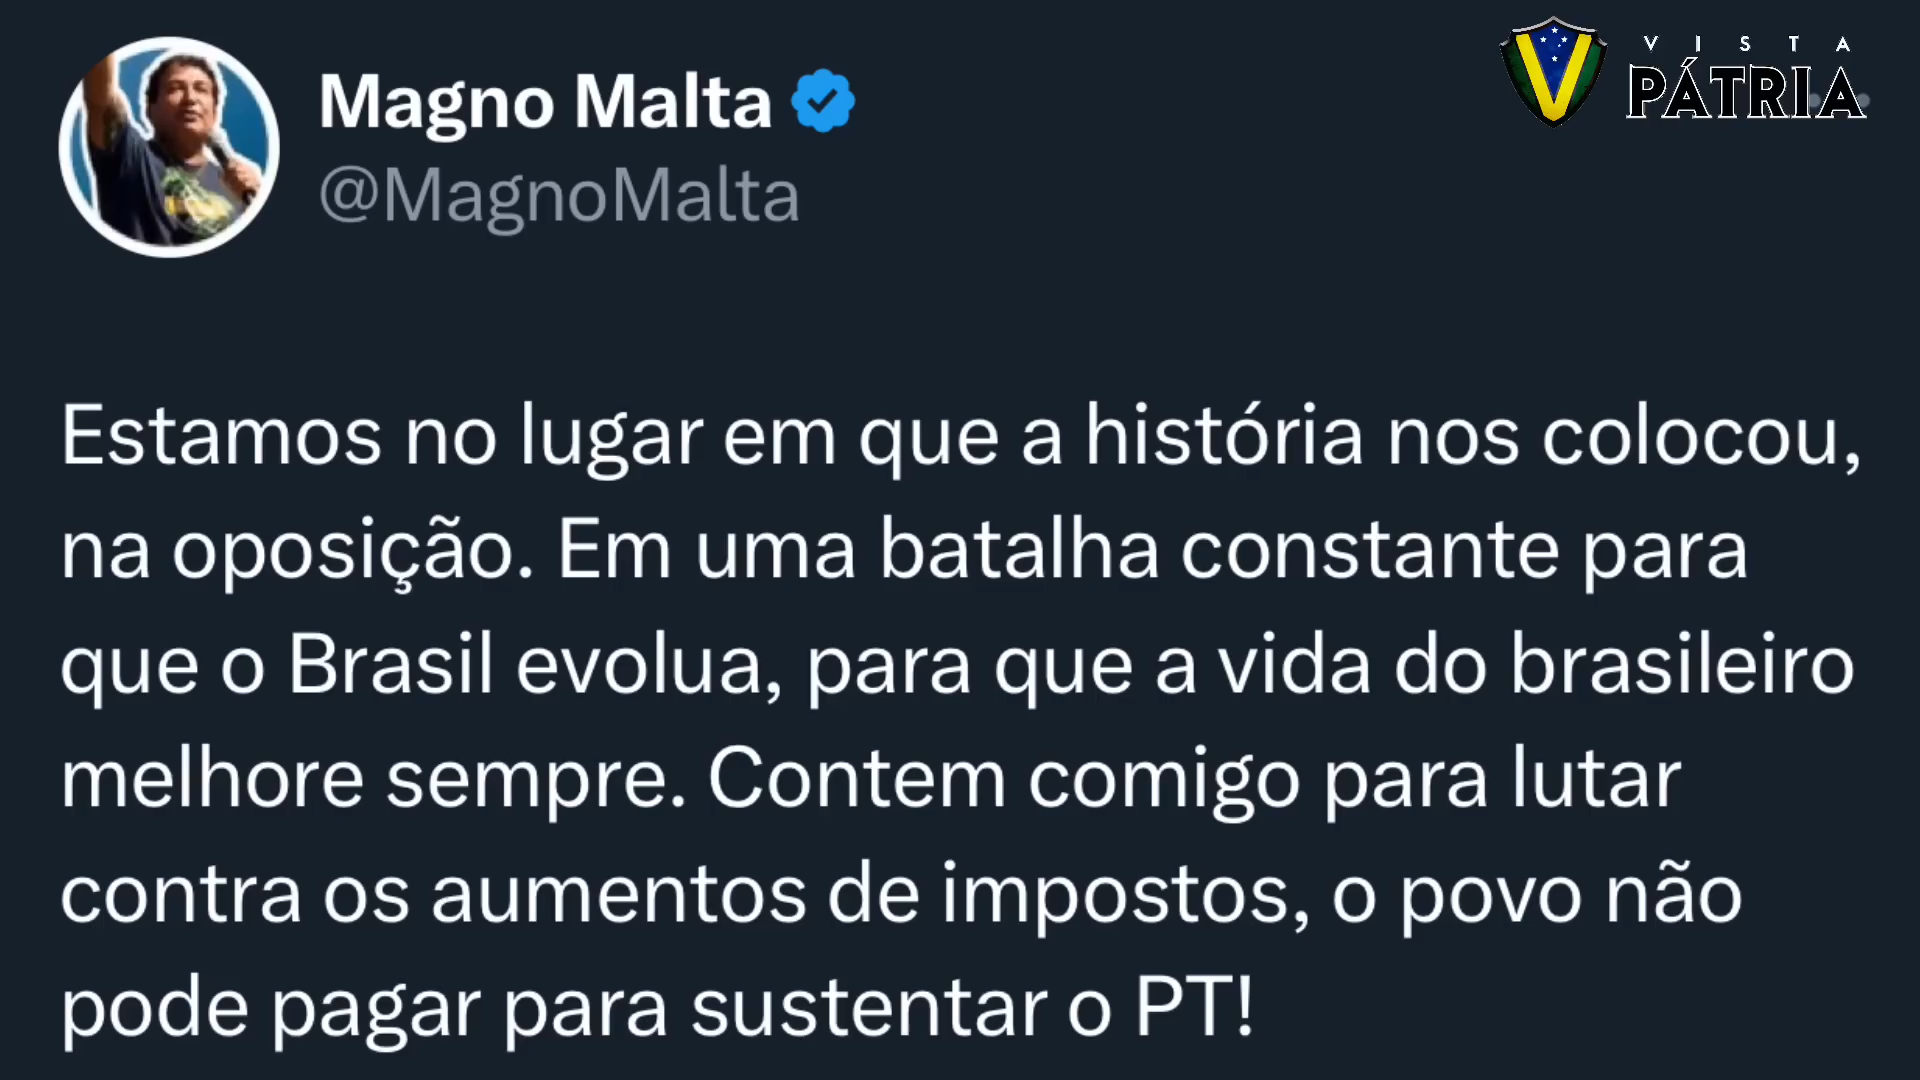 Magno Malta
@MagnoMalta
VISTA
PÁTRIA
Estamos no lugar em que a história nos colocou,
na oposição. Em uma batalha constante para
que o Brasil evolua, para que a vida do brasileiro
melhore sempre. Contem comigo para lutar
contra os aumentos de impostos, o povo não
pode pagar para sustentar o PT!